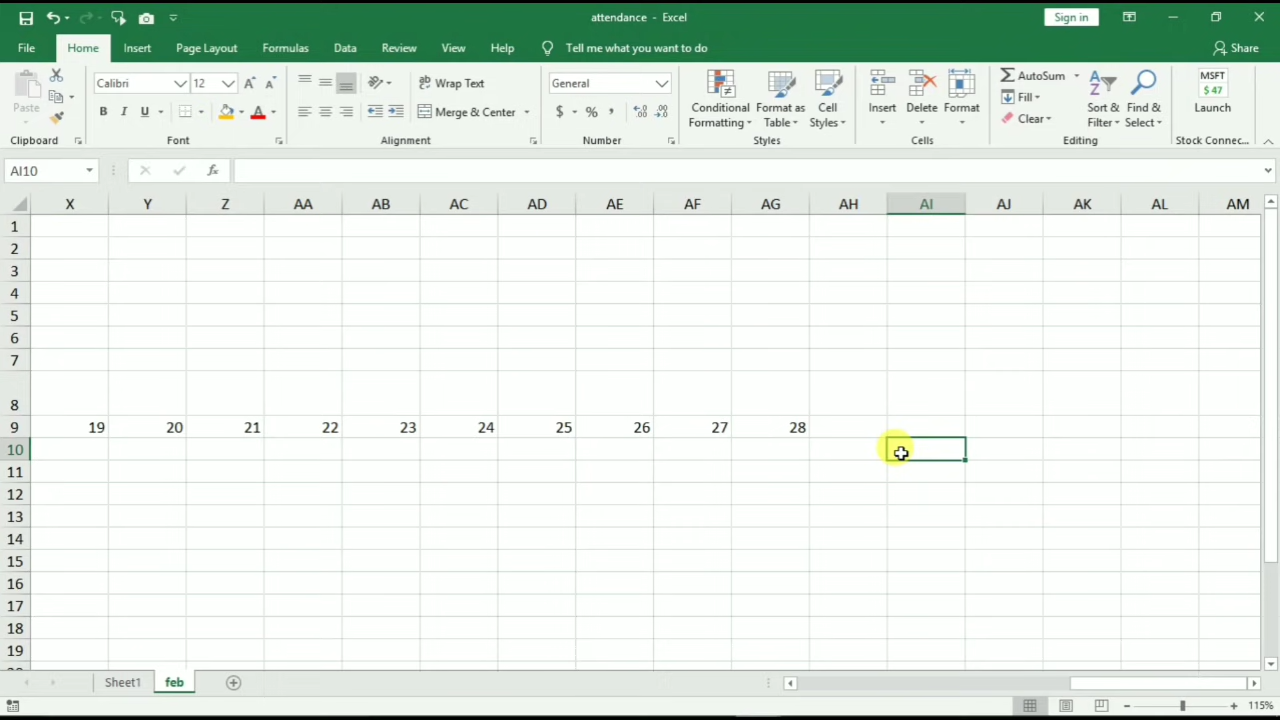 attendance - Excel
Sign in
File Home Insert Page Layout Formulas Data Review View Help Tell me what you want to do Share
Paste
Calibri 12
B I U A
Wrap Text
Merge & Center
General
$ % ,
Conditional Formatting
Format as Table
Cell Styles
Insert
Delete
Format
AutoSum
Fill
Clear
Sort & Filter
Find & Select
MSFT
$ 47
Launch
Clipboard Font Alignment Number Styles Cells Editing Stock Connec...
AI10 fx
X Y Z AA AB AC AD AE AF AG AH AI AJ AK AL AM
1
2
3
4
5
6
7
8
9 19 20 21 22 23 24 25 26 27 28
10
11
12
13
14
15
16
17
18
19
Sheet1 feb
115%